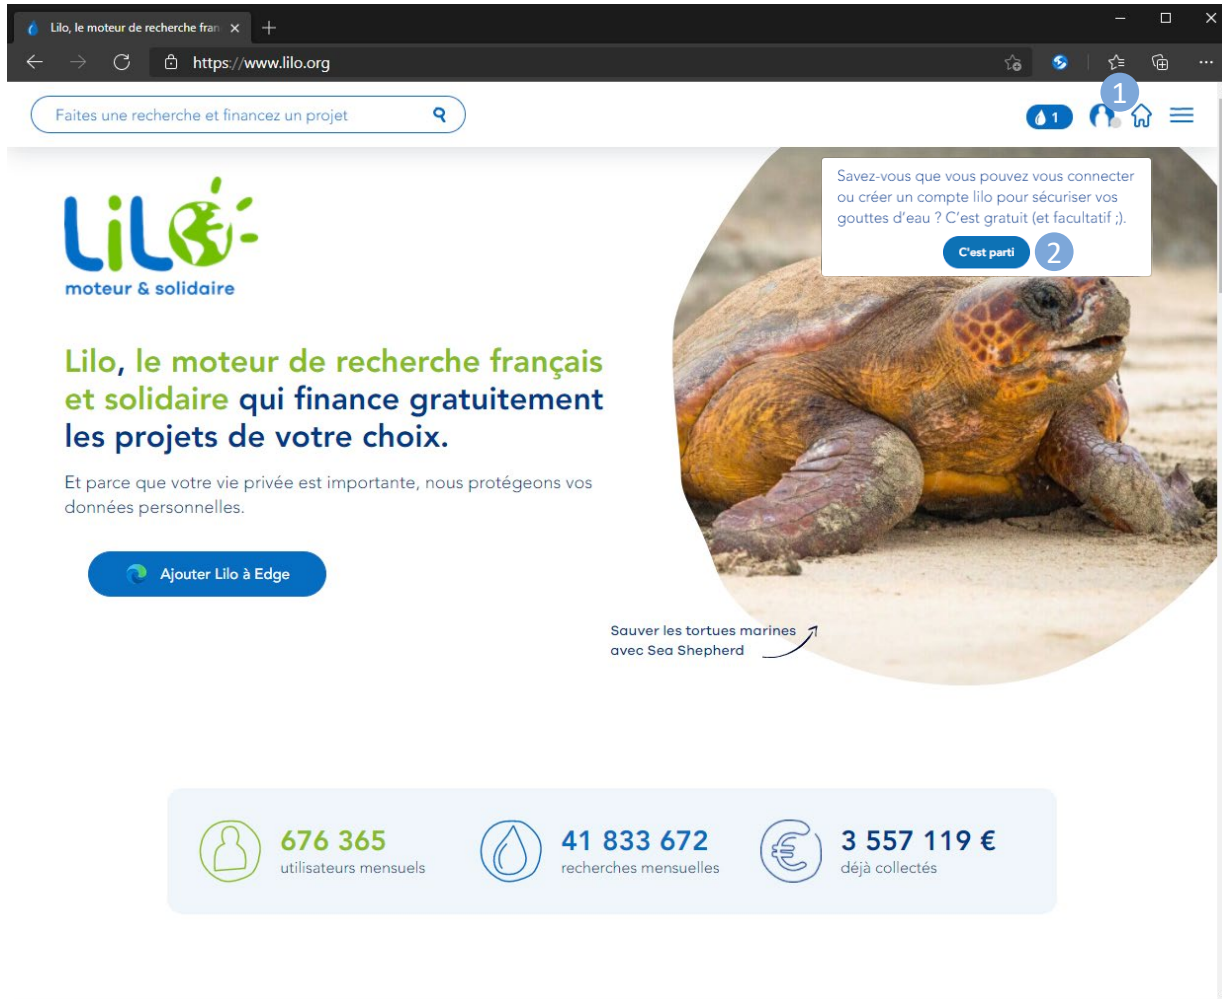 Lilo, le moteur de recherche fran
https://www.lilo.org
1
Faites une recherche et financez un projet
1
Savez-vous que vous pouvez vous connecter
ou créer un compte lilo pour sécuriser vos
gouttes d'eau ? C'est gratuit (et facultatif ;).
C'est parti
2
LiLO
moteur & solidaire
Lilo, le moteur de recherche français
et solidaire qui finance gratuitement
les projets de votre choix.
Et parce que votre vie privée est importante, nous protégeons vos
données personnelles.
Ajouter Lilo à Edge
Sauver les tortues marines
avec Sea Shepherd
676 365
utilisateurs mensuels
41 833 672
recherches mensuelles
3 557 119 €
déjà collectés